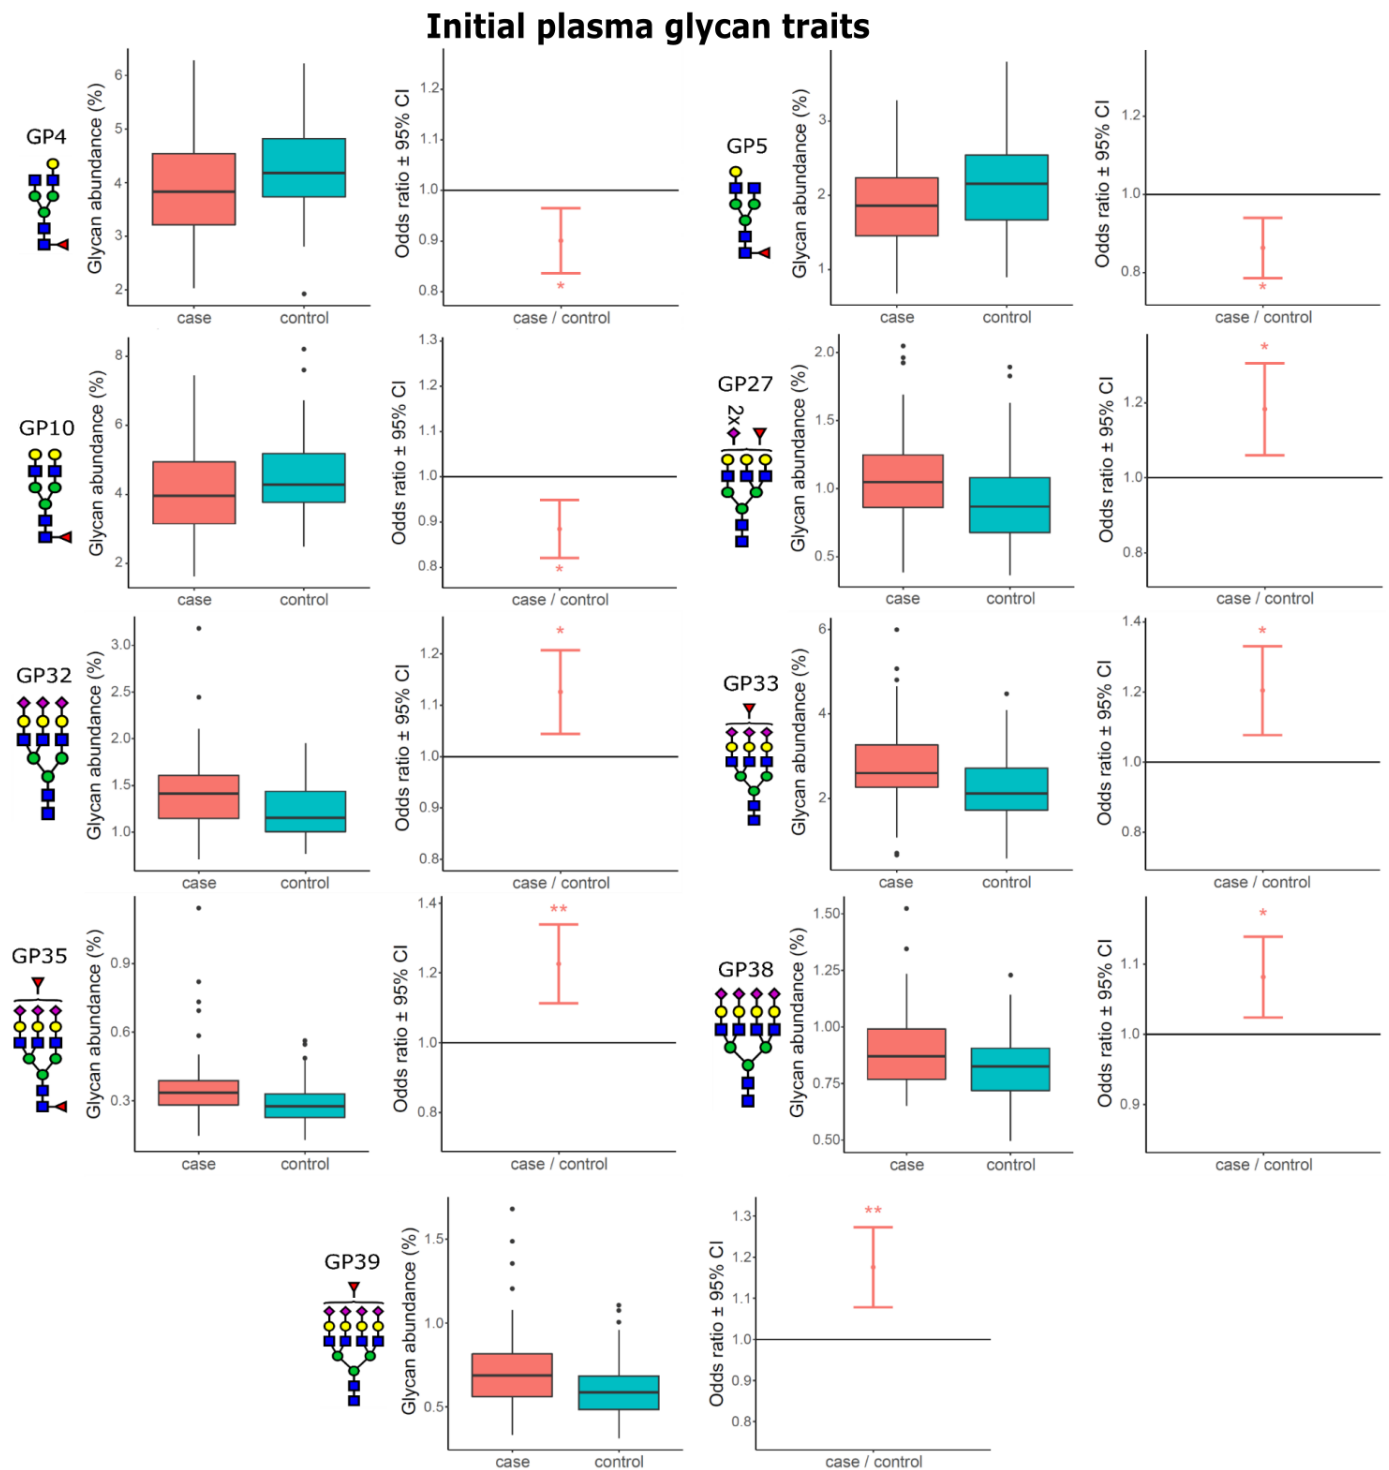 Initial plasma glycan traits
GP4
Glycan abundance (%)
6
5
4
3
2
case
control
Odds ratio ± 95% CI
1.2
1.1
1.0
0.9
0.8
*
case / control
GP5
Glycan abundance (%)
3
2
1
case
control
Odds ratio ± 95% CI
1.2
1.0
0.8
*
case / control
GP10
Glycan abundance (%)
8
6
4
2
case
control
Odds ratio ± 95% CI
1.3
1.2
1.1
1.0
0.9
0.8
*
case / control
GP27
2x
Glycan abundance (%)
2.0
1.5
1.0
0.5
case
control
Odds ratio ± 95% CI
1.2
1.0
0.8
*
case / control
GP32
Glycan abundance (%)
3.0
2.5
2.0
1.5
1.0
case
control
Odds ratio ± 95% CI
1.2
1.1
1.0
0.9
0.8
*
case / control
GP33
Glycan abundance (%)
6
4
2
case
control
Odds ratio ± 95% CI
1.4
1.2
1.0
0.8
*
case / control
GP35
Glycan abundance (%)
0.9
0.6
0.3
case
control
Odds ratio ± 95% CI
1.4
1.2
1.0
0.8
**
case / control
GP38
Glycan abundance (%)
1.50
1.25
1.00
0.75
0.50
case
control
Odds ratio ± 95% CI
1.1
1.0
0.9
*
case / control
GP39
Glycan abundance (%)
1.5
1.0
0.5
case
control
Odds ratio ± 95% CI
1.3
1.2
1.1
1.0
0.9
0.8
**
case / control